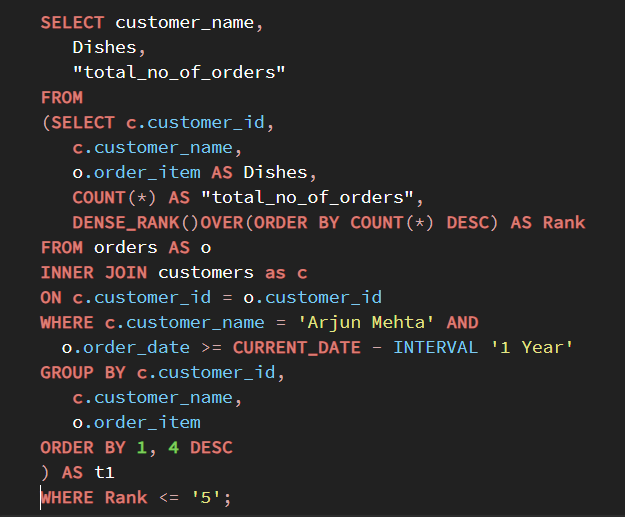 SELECT customer_name,
Dishes,
"total_no_of_orders"
FROM
(SELECT c.customer_id,
c.customer_name,
o.order_item AS Dishes,
COUNT(*) AS "total_no_of_orders",
DENSE_RANK()OVER(ORDER BY COUNT(*) DESC) AS Rank
FROM orders AS o
INNER JOIN customers as c
ON c.customer_id = o.customer_id
WHERE c.customer_name = 'Arjun Mehta' AND
o.order_date >= CURRENT_DATE - INTERVAL '1 Year'
GROUP BY c.customer_id,
c.customer_name,
o.order_item
ORDER BY 1, 4 DESC
) AS t1
WHERE Rank <= '5';